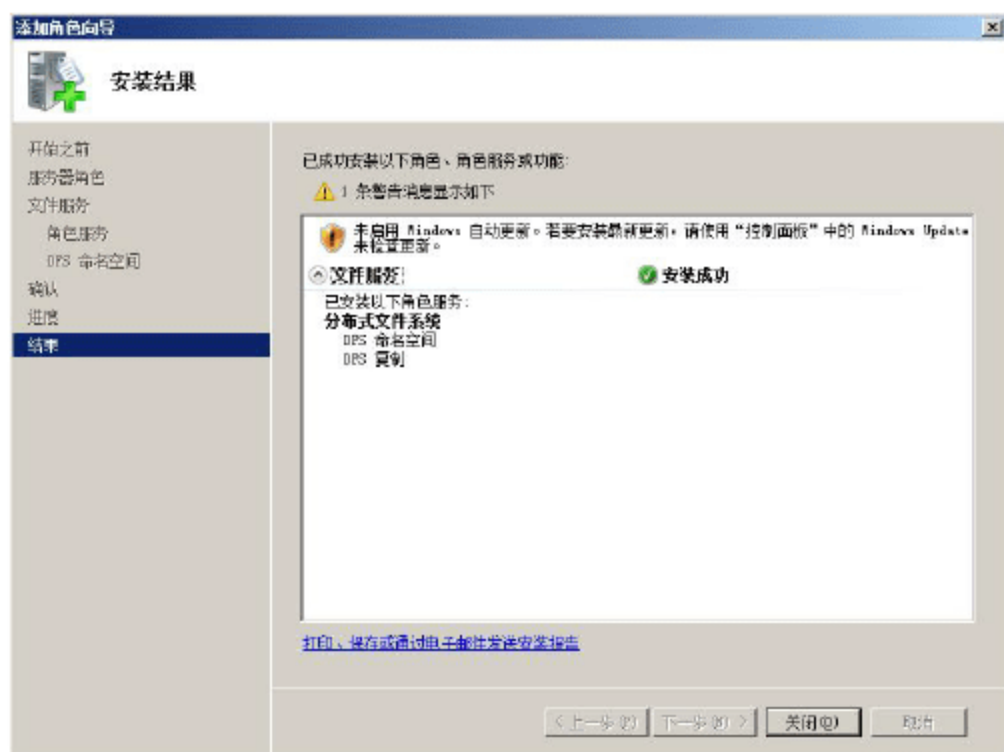 添加角色向导
安装结果
开始之前
服务器角色
文件服务
角色服务
DFS 命名空间
确认
进度
结果
已成功安装以下角色、角色服务或功能:
1 条警告消息显示如下
未启用 Windows 自动更新。若要安装最新更新，请使用“控制面板”中的 Windows Update
来检查更新。
文件服务
安装成功
已安装以下角色服务:
分布式文件系统
DFS 命名空间
DFS 复制
打印、保存或通过电子邮件发送安装报告
< 上一步(P)
下一步(N) >
关闭(O)
取消